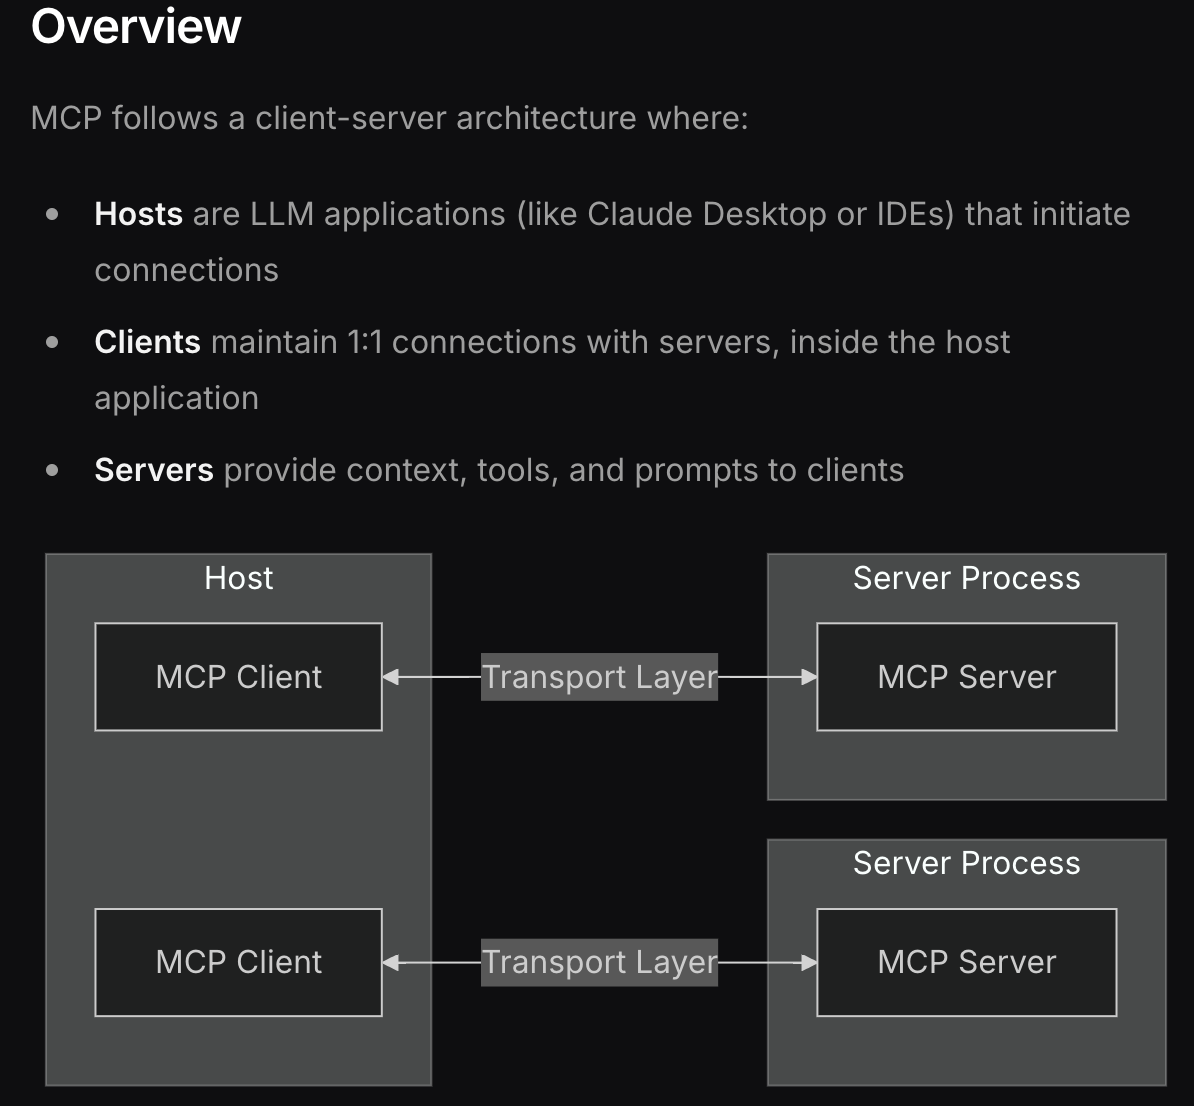 Overview
MCP follows a client-server architecture where:
Hosts are LLM applications (like Claude Desktop or IDEs) that initiate
connections
Clients maintain 1:1 connections with servers, inside the host
application
Servers provide context, tools, and prompts to clients
Host
MCP Client
Transport Layer
Server Process
MCP Server
MCP Client
Transport Layer
Server Process
MCP Server